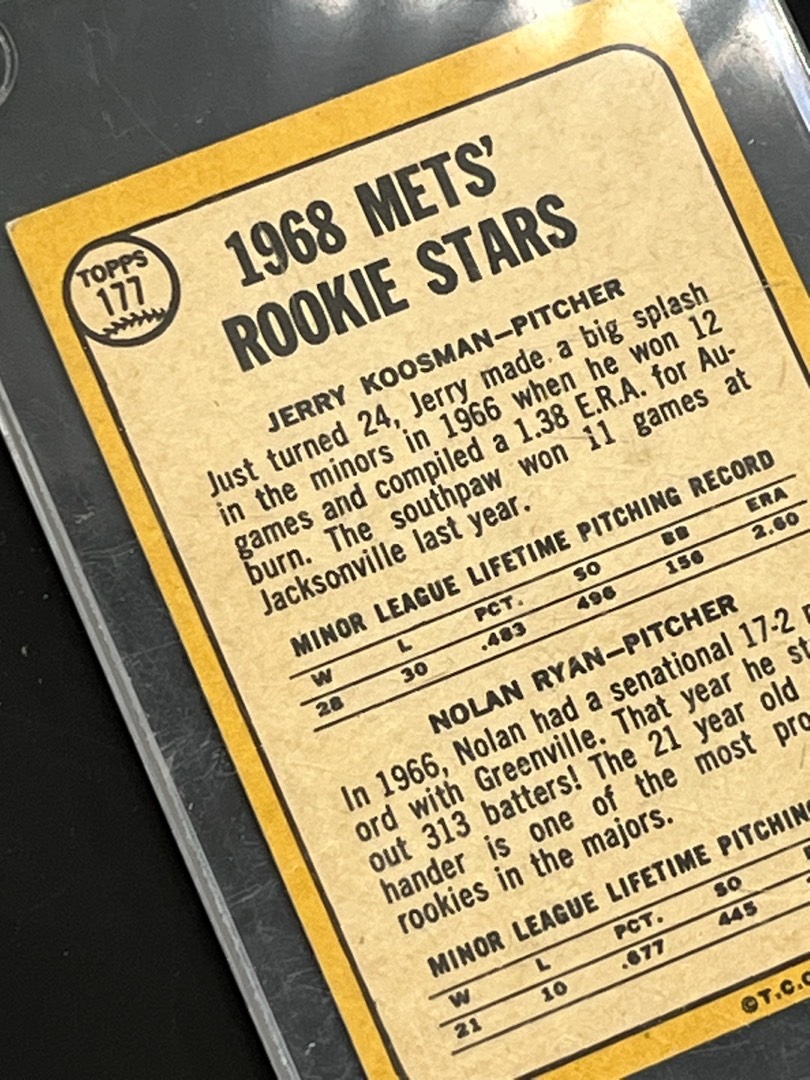 TOPPS
177
1968 METS'
ROOKIE STARS
JERRY KOOSMAN—PITCHER
Just turned 24, Jerry made a big splash
in the minors in 1966 when he won 12
games and compiled a 1.38 E.R.A. for Au-
burn. The southpaw won 11 games at
Jacksonville last year.
MINOR LEAGUE LIFETIME PITCHING RECORD
W L PCT. SO BB ERA
28 30 .483 496 156 2.60
NOLAN RYAN—PITCHER
In 1966, Nolan had a senational 17-2
ord with Greenville. That year he
out 313 batters! The 21 year old
hander is one of the most
rookies in the majors.
MINOR LEAGUE LIFETIME PITCHING
W L PCT. SO
21 10 .677 445
©T.C.